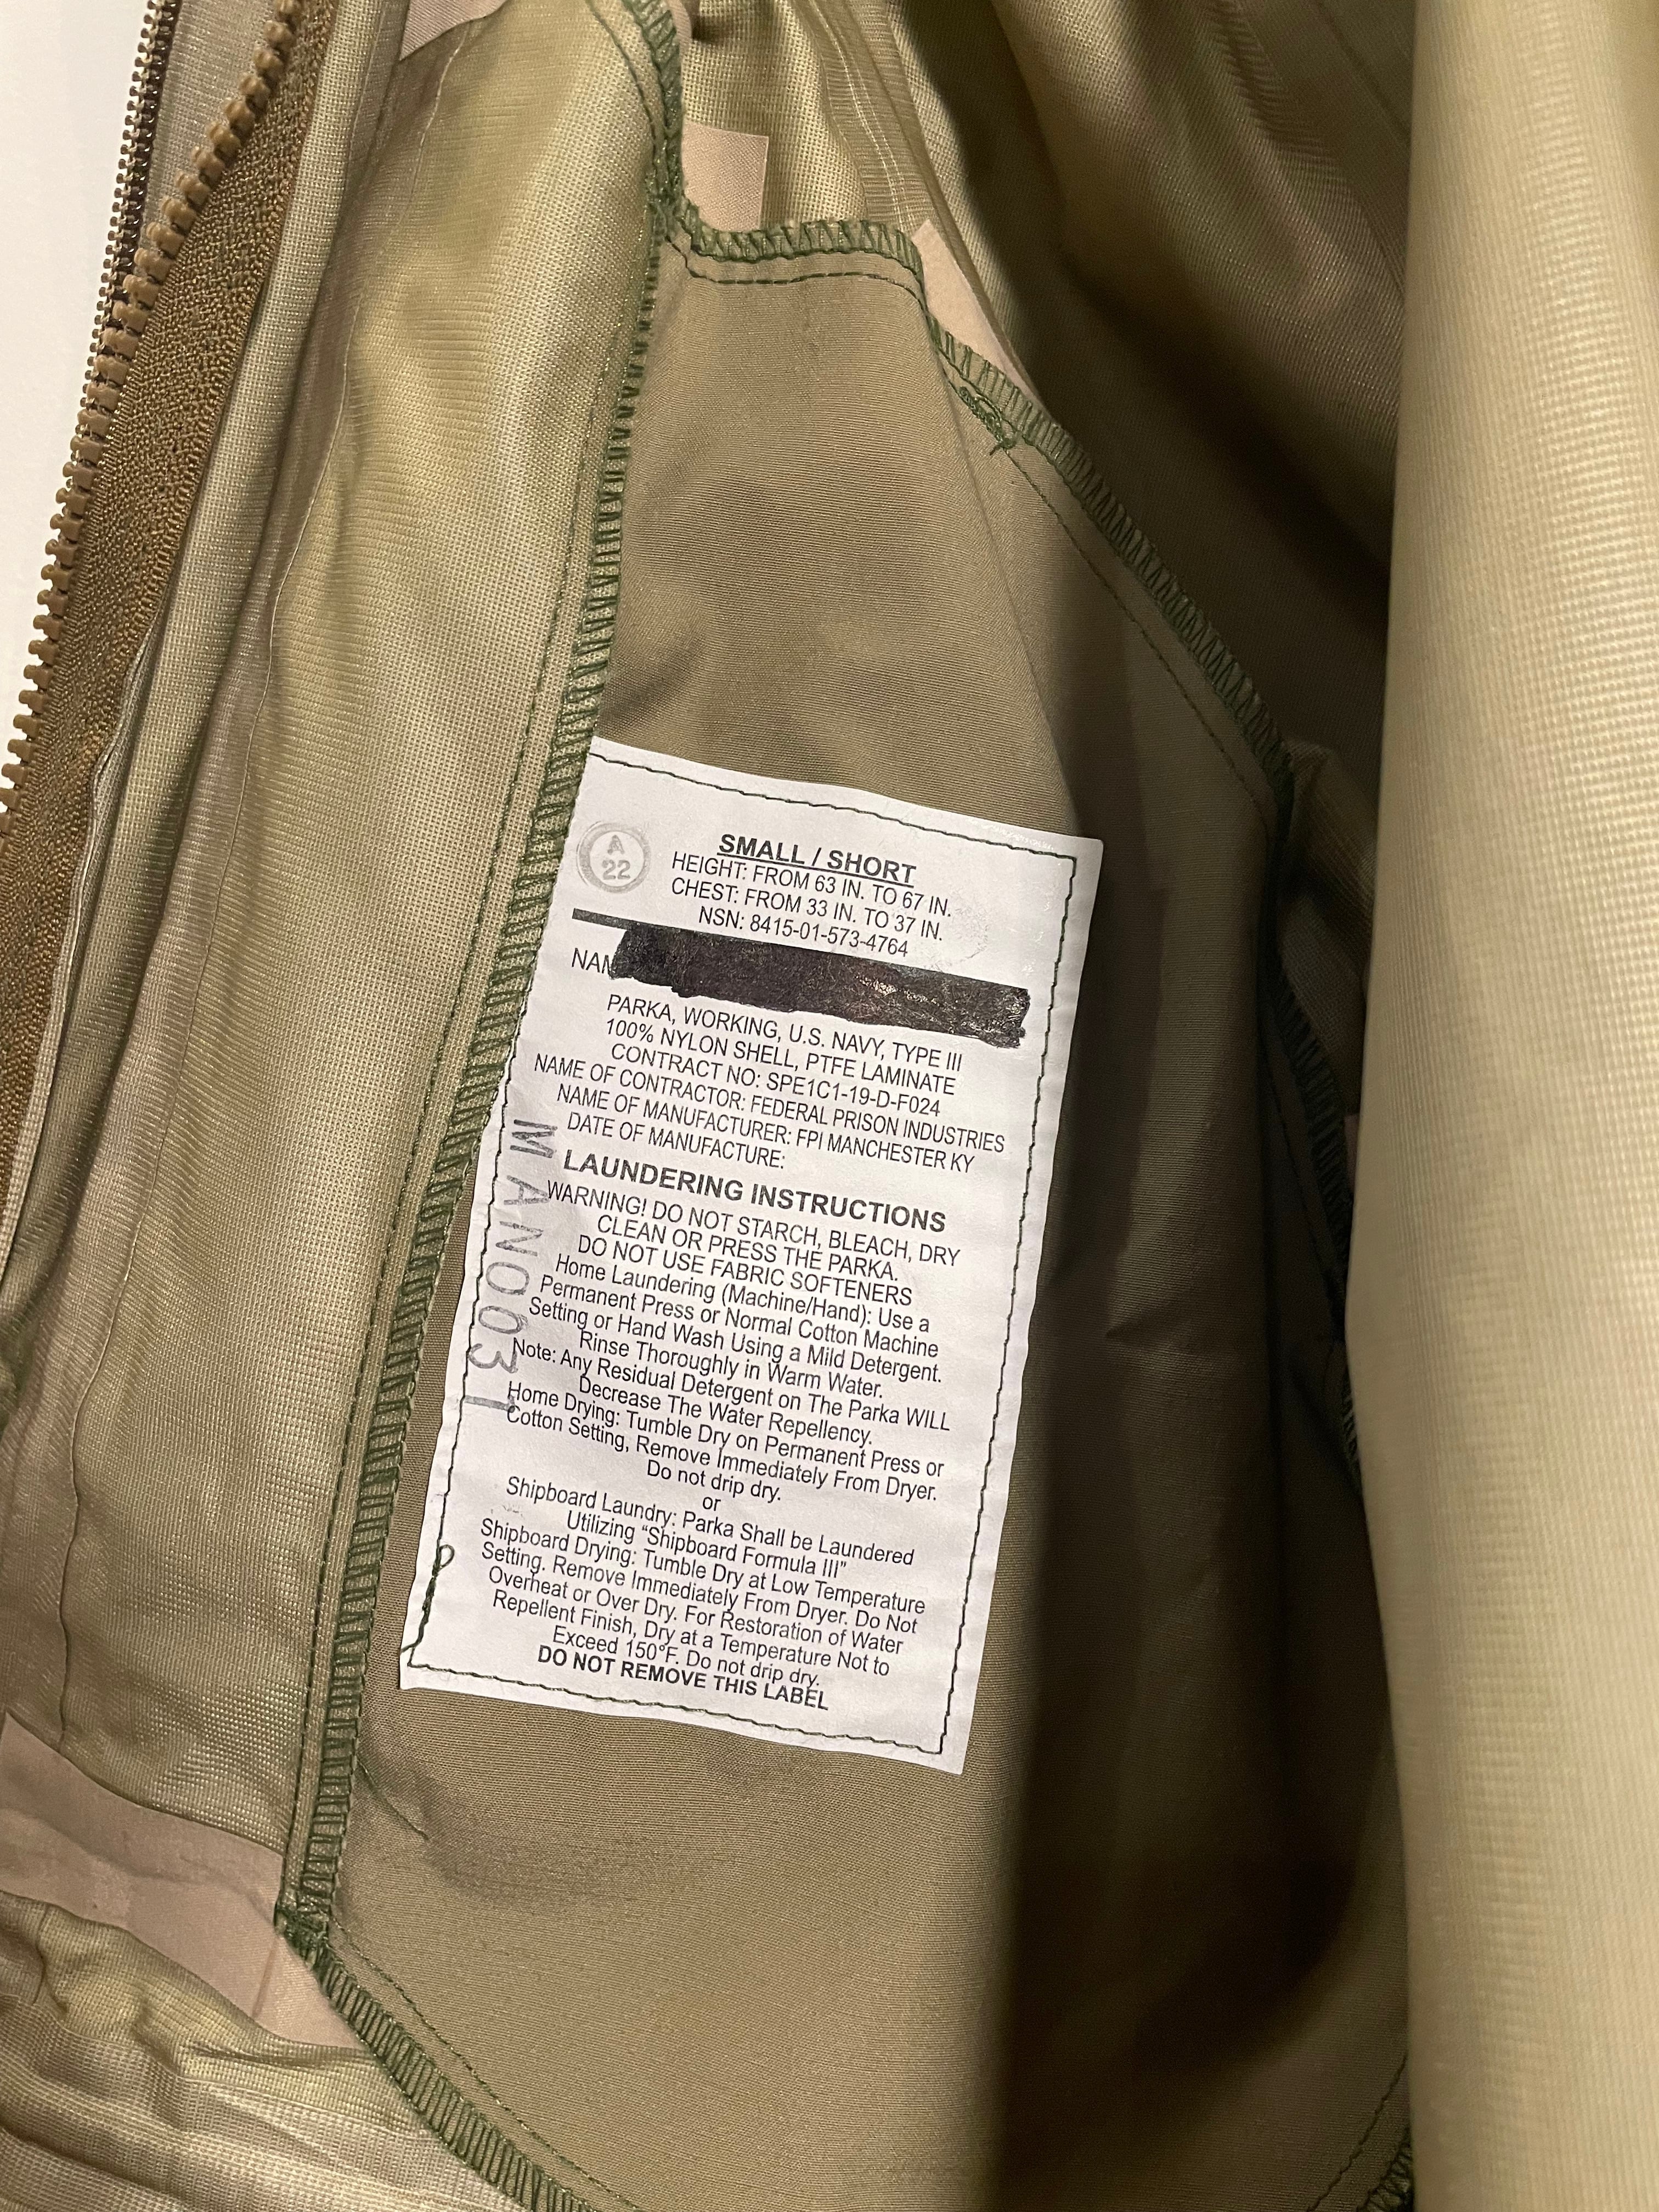 A
22
SMALL / SHORT
HEIGHT: FROM 63 IN. TO 67 IN.
CHEST: FROM 33 IN. TO 37 IN.
NSN: 8415-01-573-4764
PARKA, WORKING, U.S. NAVY, TYPE III
100% NYLON SHELL, PTFE LAMINATE
CONTRACT NO: SPE1C1-19-D-F024
NAME OF CONTRACTOR: FEDERAL PRISON INDUSTRIES
NAME OF MANUFACTURER: FPI MANCHESTER KY
DATE OF MANUFACTURE:
LAUNDERING INSTRUCTIONS
WARNING! DO NOT STARCH, BLEACH, DRY
CLEAN OR PRESS THE PARKA.
DO NOT USE FABRIC SOFTENERS
Home Laundering (Machine/Hand): Use a
Permanent Press or Normal Cotton Machine
Setting or Hand Wash Using a Mild Detergent.
Rinse Thoroughly in Warm Water.
Note: Any Residual Detergent on The Parka WILL
Decrease The Water Repellency.
Home Drying: Tumble Dry on Permanent Press or
Cotton Setting, Remove Immediately From Dryer.
Do not drip dry.
or
Shipboard Laundry: Parka Shall be Laundered
Utilizing “Shipboard Formula III”
Shipboard Drying: Tumble Dry at Low Temperature
Setting. Remove Immediately From Dryer. Do Not
Overheat or Over Dry. For Restoration of Water
Repellent Finish, Dry at a Temperature Not to
Exceed 150°F. Do not drip dry.
DO NOT REMOVE THIS LABEL
MAN0031